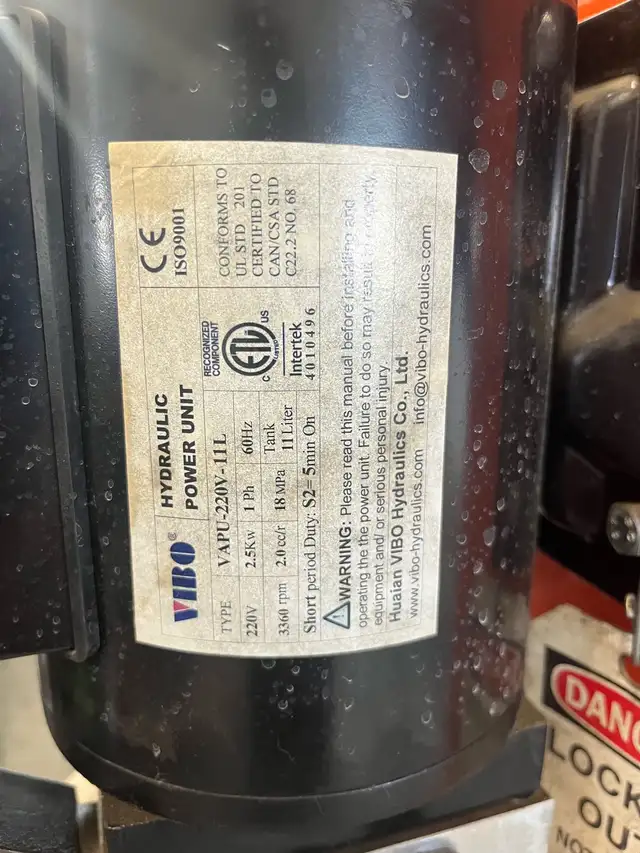 VIBO®
HYDRAULIC
POWER UNIT
CE
ISO9001
TYPE VAPU-220V-11L
220V 2.5Kw 1 Ph 60Hz
3360 rpm 2.0 cc/r 18 MPa Tank
11 Liter
RECOGNIZED
COMPONENT
ETL
C US
Intertek
4010496
CONFORMS TO
UL STD 201
CERTIFIED TO
CAN/CSA STD
C22.2 NO. 68
Short period Duty: S2= 5min On
WARNING: Please read this manual before installing and
operating the the power unit. Failure to do so may result in property
equipment and/ or serious personal injury.
Huaian VIBO Hydraulics Co., Ltd.
www.vibo-hydraulics.com info@vibo-hydraulics.com
DANG
LOCK
OUT
NOT